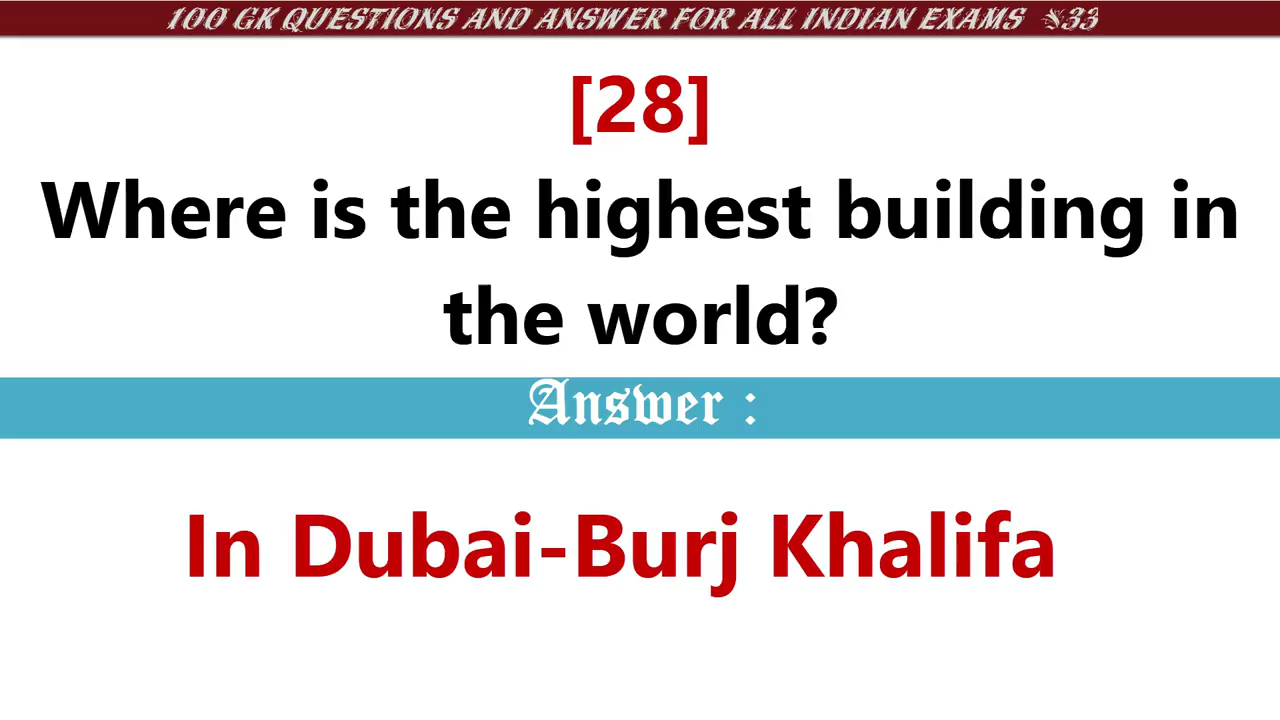 100 GK QUESTIONS AND ANSWER FOR ALL INDIAN EXAMS
[28]
Where is the highest building in
the world?
Answer :
In Dubai-Burj Khalifa